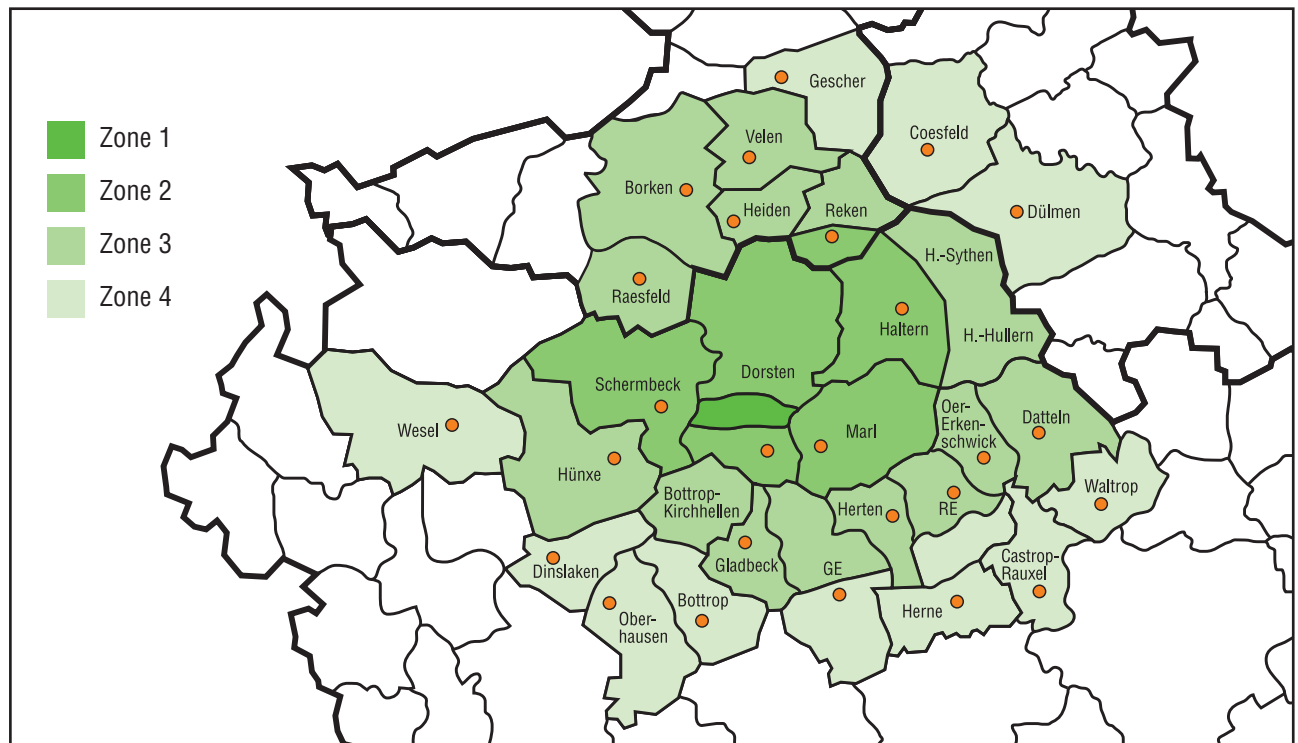 Zone 1
Zone 2
Zone 3
Zone 4
Gescher
Coesfeld
Velen
Borken
Heiden
Reken
Dülmen
H.-Sythen
Raesfeld
Haltern
H.-Hullern
Dorsten
Schermbeck
Wesel
Marl
Oer-
Erken-
schwick
Datteln
Hünxe
Bottrop-
Kirchhellen
Herten
RE
Waltrop
Dinslaken
Gladbeck
GE
Castrop-
Rauxel
Bottrop
Ober-
hausen
Herne